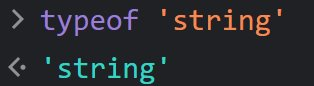 > typeof 'string'
<· 'string'